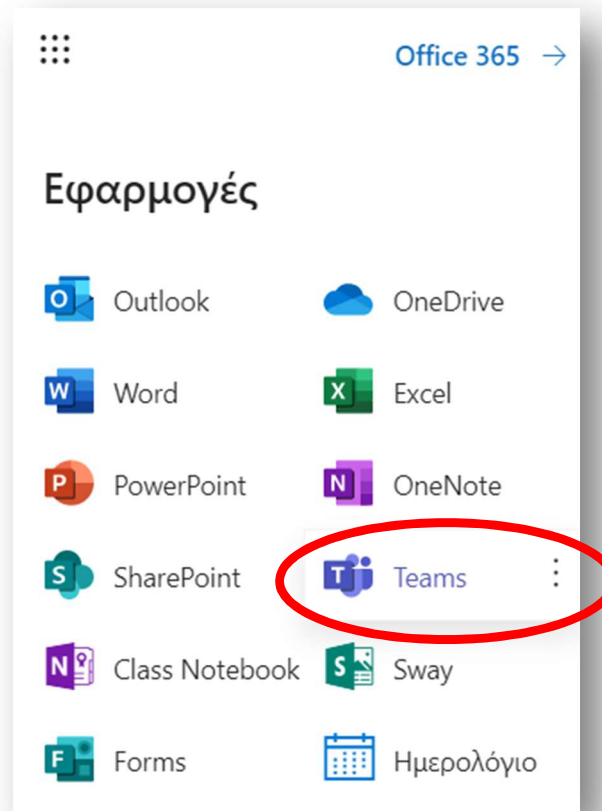 Office 365 →
Εφαρμογές
Outlook OneDrive
Word Excel
PowerPoint OneNote
SharePoint Teams
Class Notebook Sway
Forms Ημερολόγιο